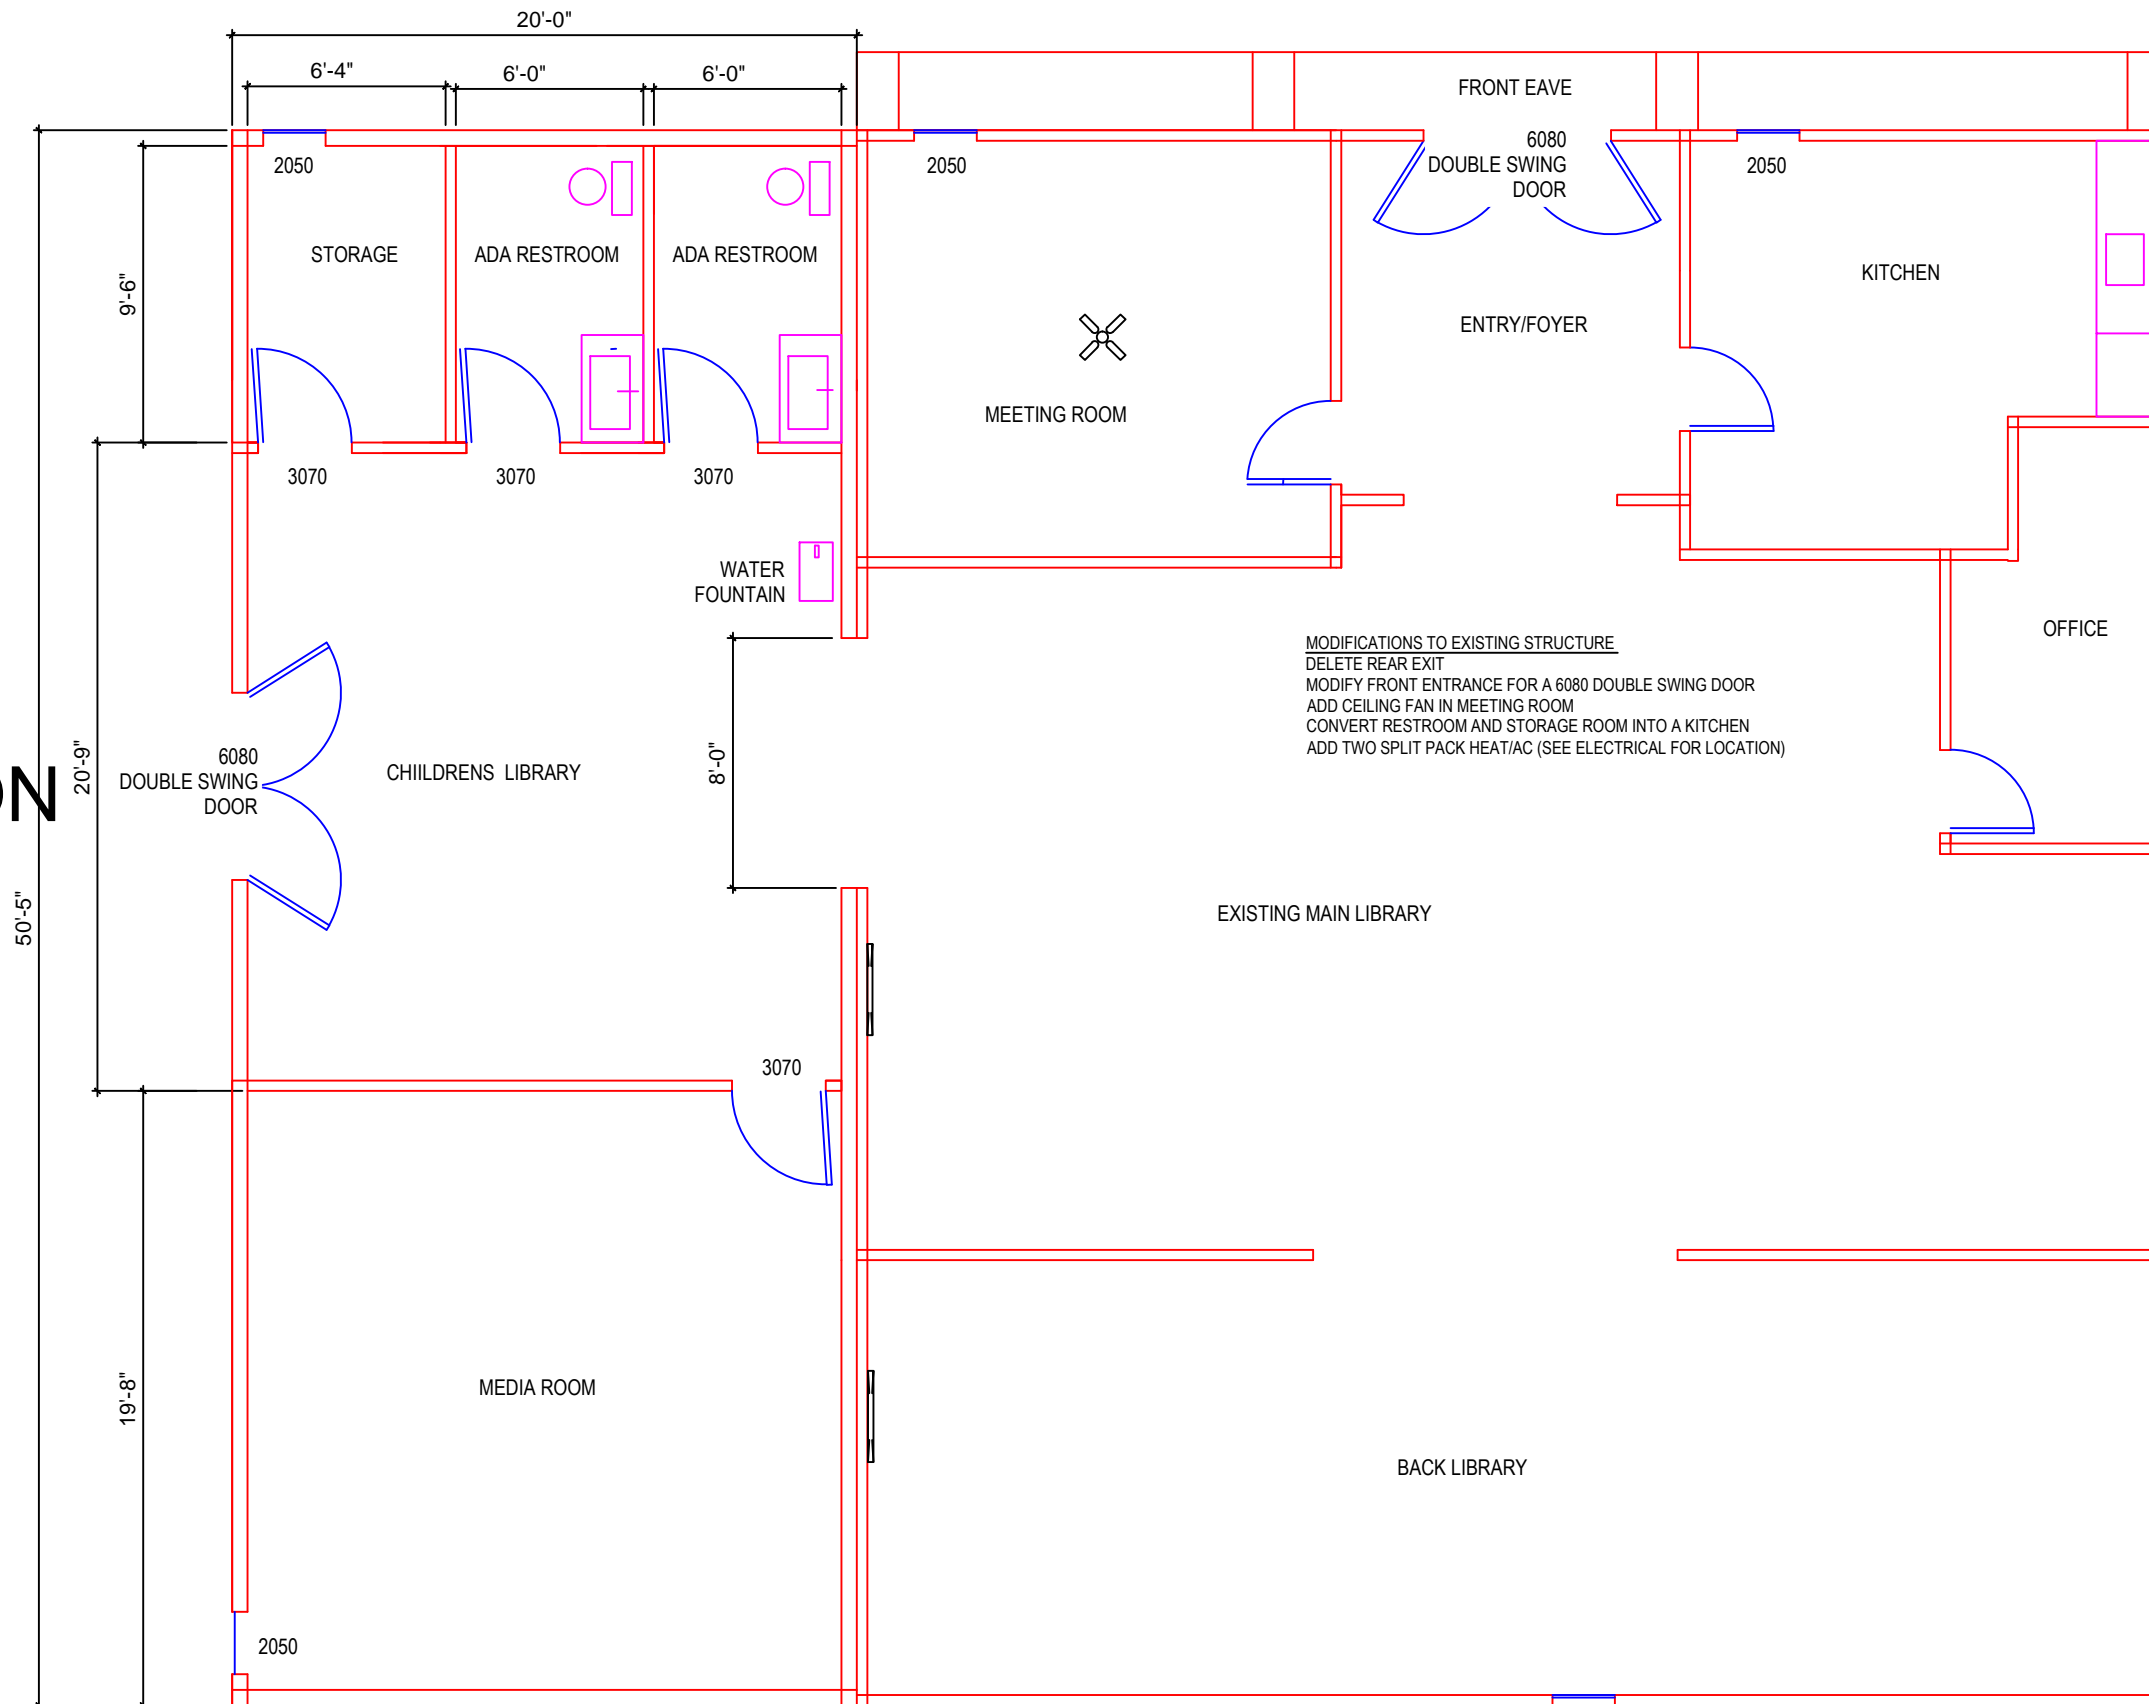 20'-0"
6'-4"
6'-0"
6'-0"
FRONT EAVE
6080
DOUBLE SWING
DOOR
2050
2050
2050
STORAGE
ADA RESTROOM
ADA RESTROOM
KITCHEN
9'-6"
ENTRY/FOYER
MEETING ROOM
3070
3070
3070
WATER
FOUNTAIN
OFFICE
MODIFICATIONS TO EXISTING STRUCTURE
DELETE REAR EXIT
MODIFY FRONT ENTRANCE FOR A 6080 DOUBLE SWING DOOR
ADD CEILING FAN IN MEETING ROOM
CONVERT RESTROOM AND STORAGE ROOM INTO A KITCHEN
ADD TWO SPLIT PACK HEAT/AC (SEE ELECTRICAL FOR LOCATION)
20'-9"
6080
DOUBLE SWING
DOOR
CHIILDRENS LIBRARY
8'-0"
50'-5"
EXISTING MAIN LIBRARY
3070
19'-8"
MEDIA ROOM
BACK LIBRARY
2050